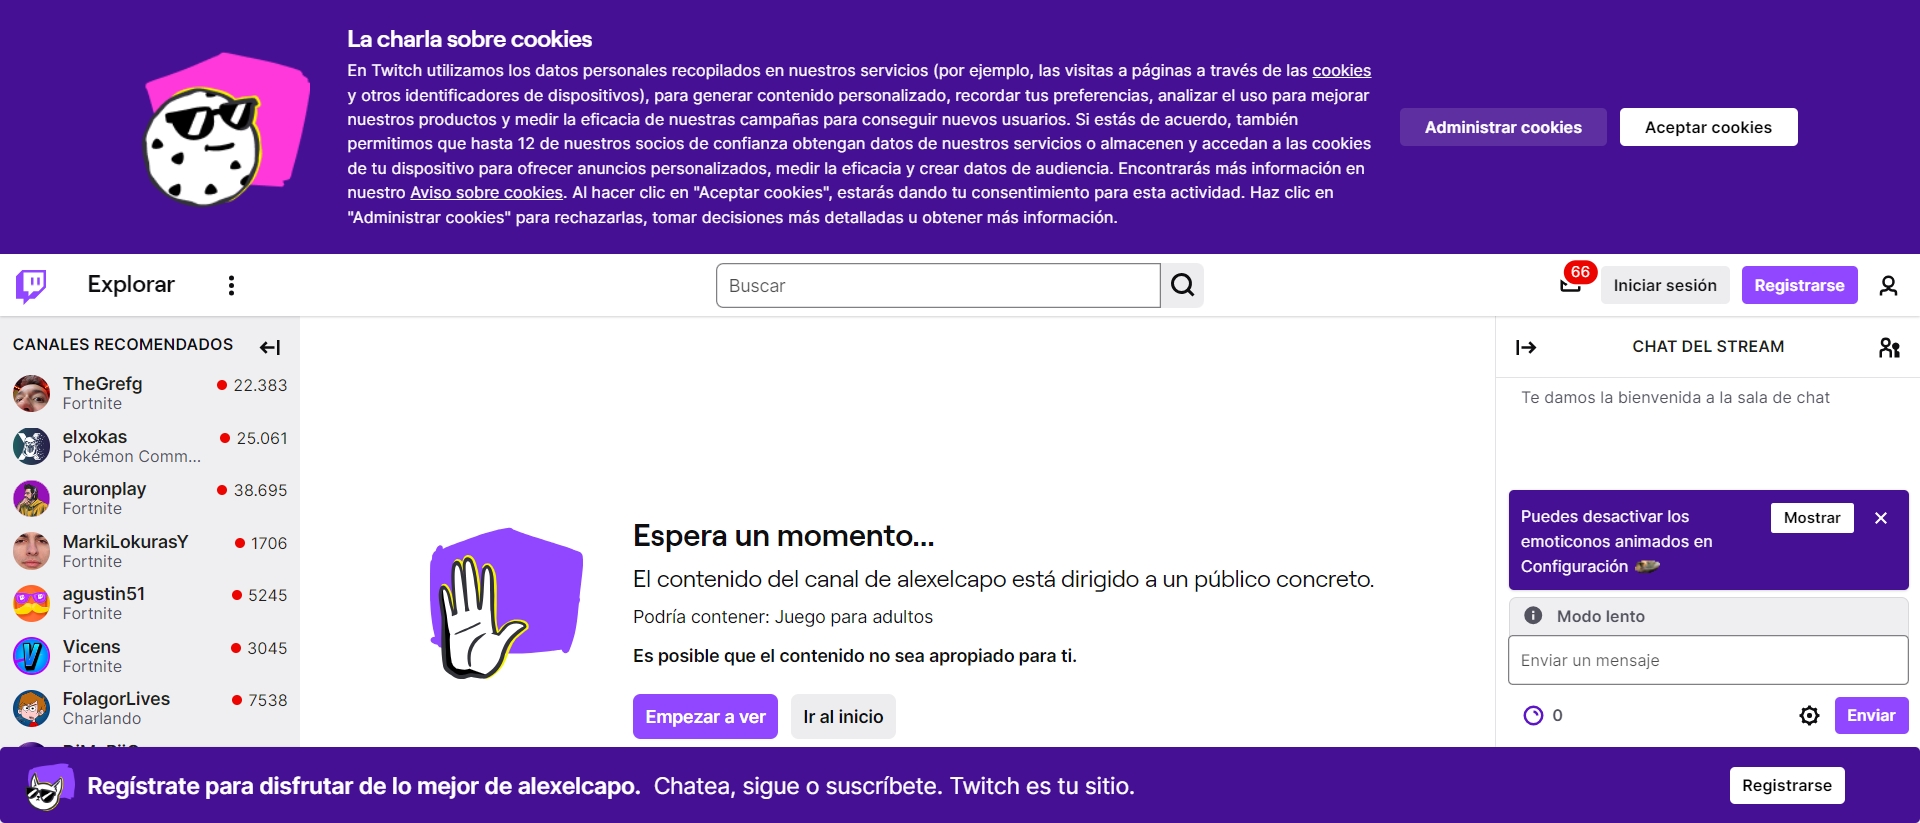 La charla sobre cookies
En Twitch utilizamos los datos personales recopilados en nuestros servicios (por ejemplo, las visitas a páginas a través de las cookies
y otros identificadores de dispositivos), para generar contenido personalizado, recordar tus preferencias, analizar el uso para mejorar
nuestros productos y medir la eficacia de nuestras campañas para conseguir nuevos usuarios. Si estás de acuerdo, también
permitimos que hasta 12 de nuestros socios de confianza obtengan datos de nuestros servicios o almacenen y accedan a las cookies
de tu dispositivo para ofrecer anuncios personalizados, medir la eficacia y crear datos de audiencia. Encontrarás más información en
nuestro Aviso sobre cookies. Al hacer clic en "Aceptar cookies", estarás dando tu consentimiento para esta actividad. Haz clic en
"Administrar cookies" para rechazarlas, tomar decisiones más detalladas u obtener más información.
Administrar cookies
Aceptar cookies
Explorar
Buscar
66
Iniciar sesión
Registrarse
CANALES RECOMENDADOS
TheGrefg 22.383
Fortnite
elxokas 25.061
Pokémon Comm...
auronplay 38.695
Fortnite
MarkiLokurasY 1706
Fortnite
agustin51 5245
Fortnite
Vicens 3045
Fortnite
FolagorLives 7538
Charlando
Espera un momento...
El contenido del canal de alexelcapo está dirigido a un público concreto.
Podría contener: Juego para adultos
Es posible que el contenido no sea apropiado para ti.
Empezar a ver
Ir al inicio
CHAT DEL STREAM
Te damos la bienvenida a la sala de chat
Puedes desactivar los
emoticonos animados en
Configuración
Mostrar
Modo lento
Enviar un mensaje
0
Enviar
Regístrate para disfrutar de lo mejor de alexelcapo. Chatea, sigue o suscríbete. Twitch es tu sitio.
Registrarse